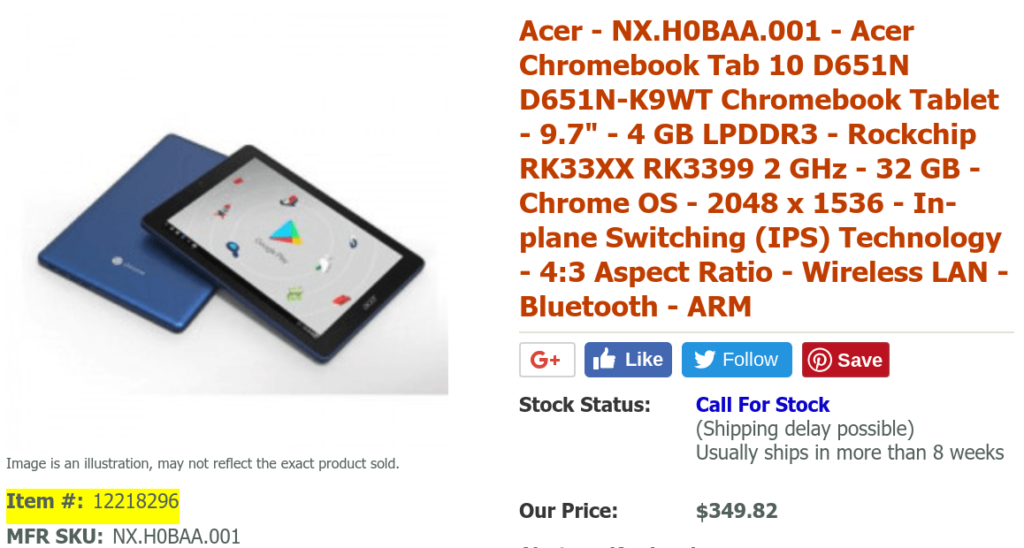 Acer - NX.H0BAA.001 - Acer
Chromebook Tab 10 D651N
D651N-K9WT Chromebook Tablet
- 9.7" - 4 GB LPDDR3 - Rockchip
RK33XX RK3399 2 GHz - 32 GB -
Chrome OS - 2048 x 1536 - In-
plane Switching (IPS) Technology
- 4:3 Aspect Ratio - Wireless LAN -
Bluetooth - ARM
G+ Like Follow Save
Stock Status: Call For Stock
(Shipping delay possible)
Usually ships in more than 8 weeks
Our Price: $349.82
chrome
Google Play
acer
Image is an illustration, may not reflect the exact product sold.
Item #: 12218296
MFR SKU: NX.H0BAA.001